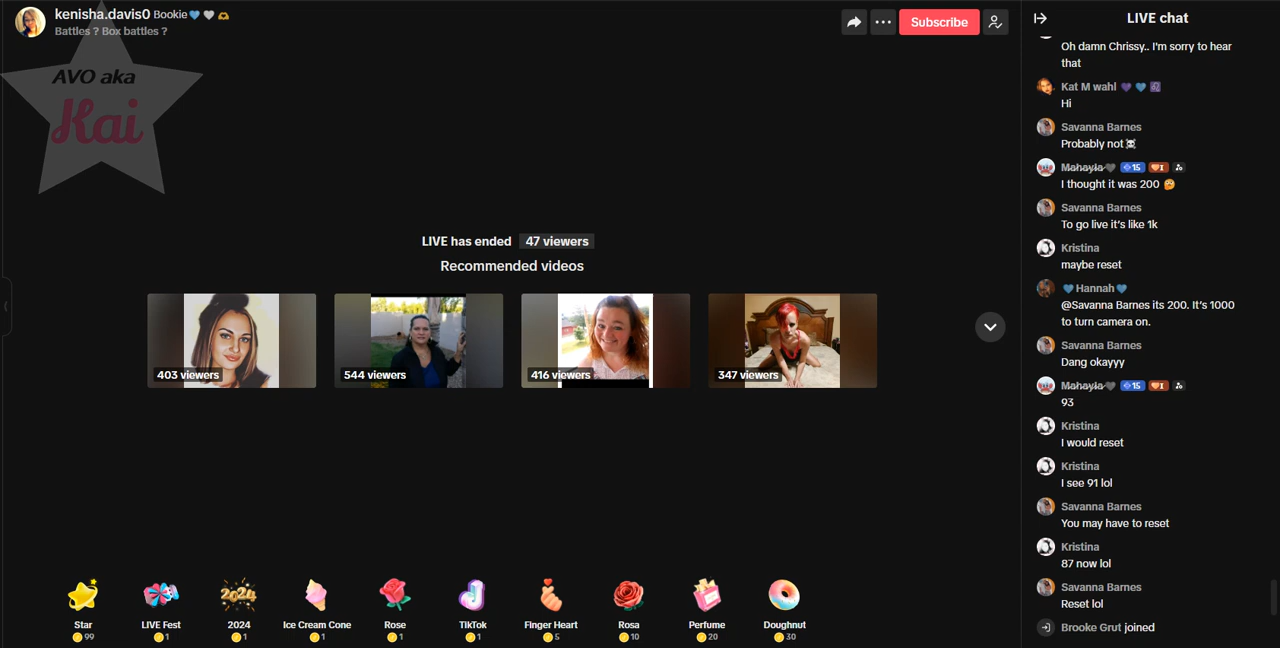 kenisha.davis0 Bookie
Battles ? Box battles ?
Subscribe
AVO aka
Kai
LIVE has ended 47 viewers
Recommended videos
403 viewers
544 viewers
416 viewers
347 viewers
Star
99
LIVE Fest
1
2024
2024
1
Ice Cream Cone
1
Rose
1
TikTok
1
Finger Heart
5
Rosa
10
Perfume
20
Doughnut
30
LIVE chat
Oh damn Chrissy.. I'm sorry to hear
that
Kat M wahl
Hi
Savanna Barnes
Probably not
Mahayla 15 I
I thought it was 200
Savanna Barnes
To go live it's like 1k
Kristina
maybe reset
Hannah
@Savanna Barnes its 200. It's 1000
to turn camera on.
Savanna Barnes
Dang okayyy
Mahayla 15 I
93
Kristina
I would reset
Kristina
I see 91 lol
Savanna Barnes
You may have to reset
Kristina
87 now lol
Savanna Barnes
Reset lol
Brooke Grut joined